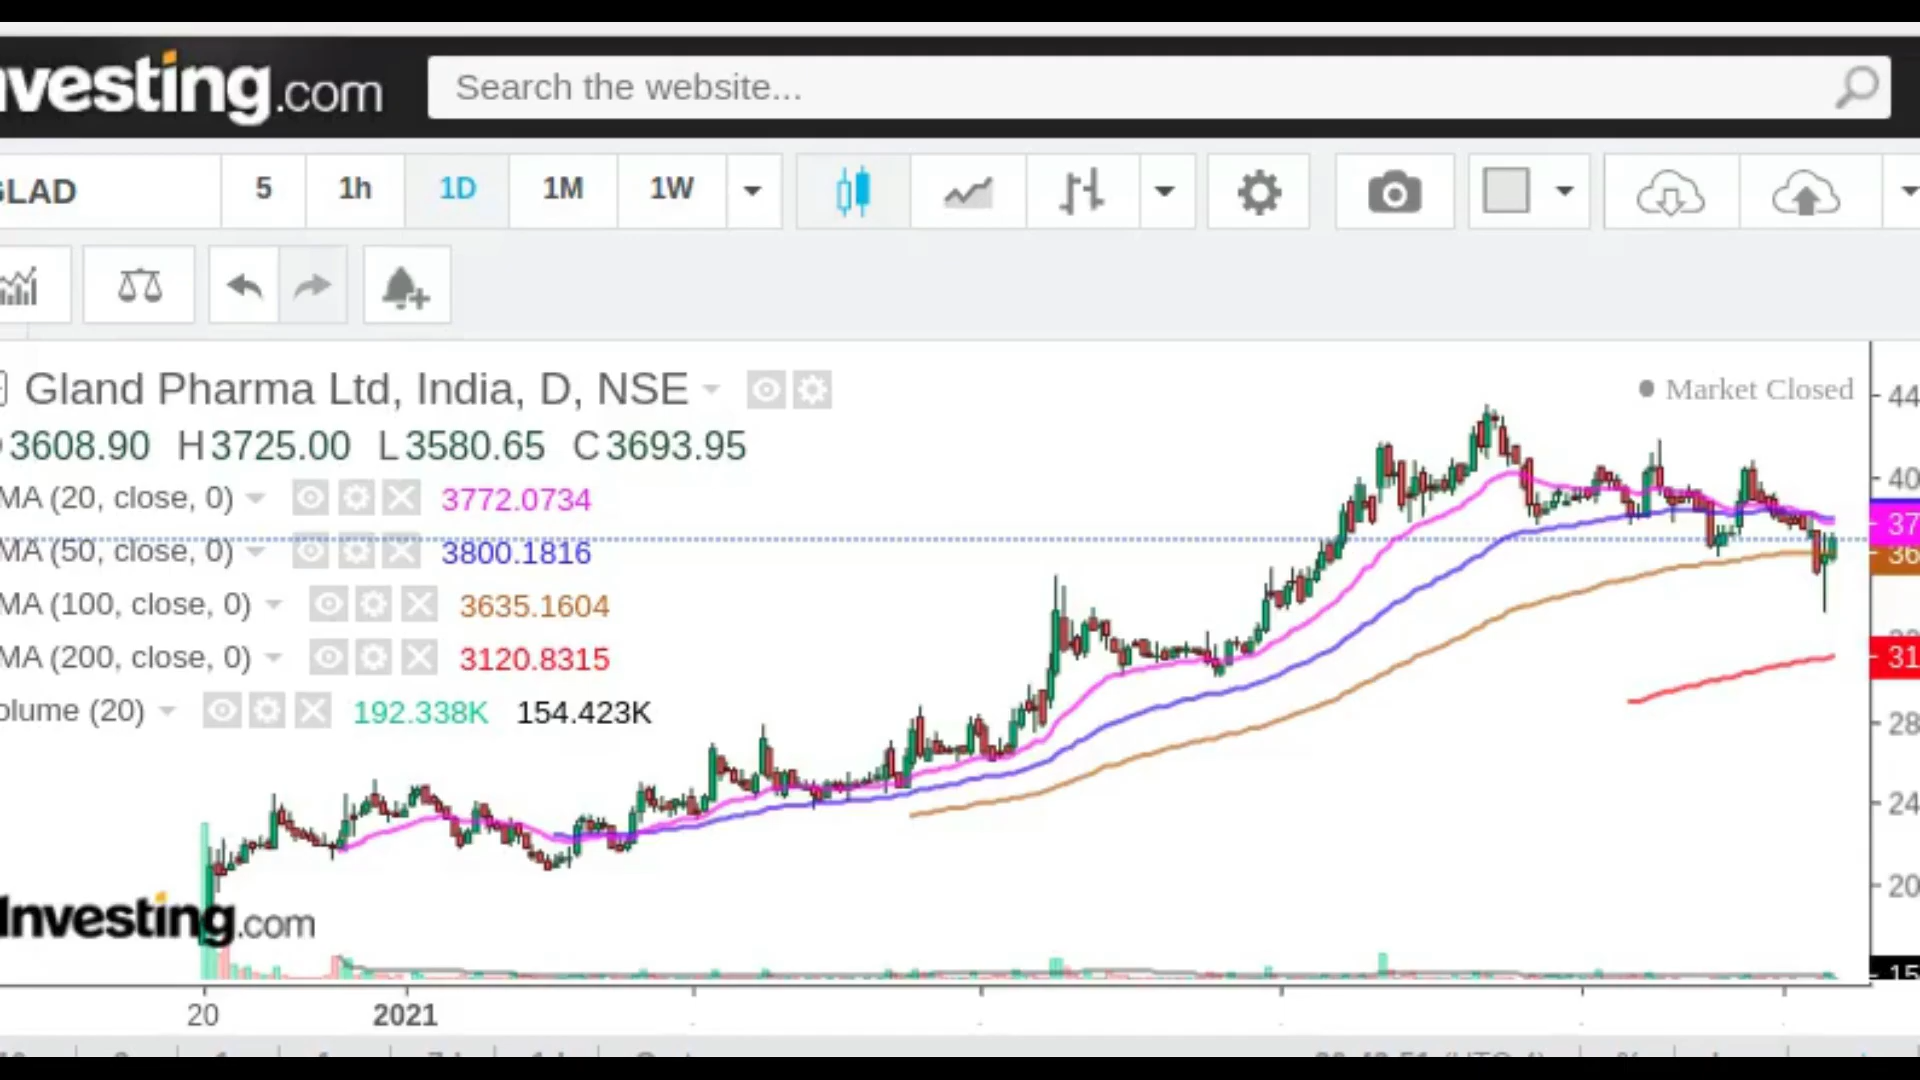 nvesting.com
Search the website...
GLAD 5 1h 1D 1M 1W
Gland Pharma Ltd, India, D, NSE
Market Closed
3608.90 H3725.00 L3580.65 C3693.95
MA (20, close, 0) 3772.0734
MA (50, close, 0) 3800.1816
MA (100, close, 0) 3635.1604
MA (200, close, 0) 3120.8315
olume (20) 192.338K 154.423K
44
40
37
36
31
28
24
20
15
Investing.com
20 2021